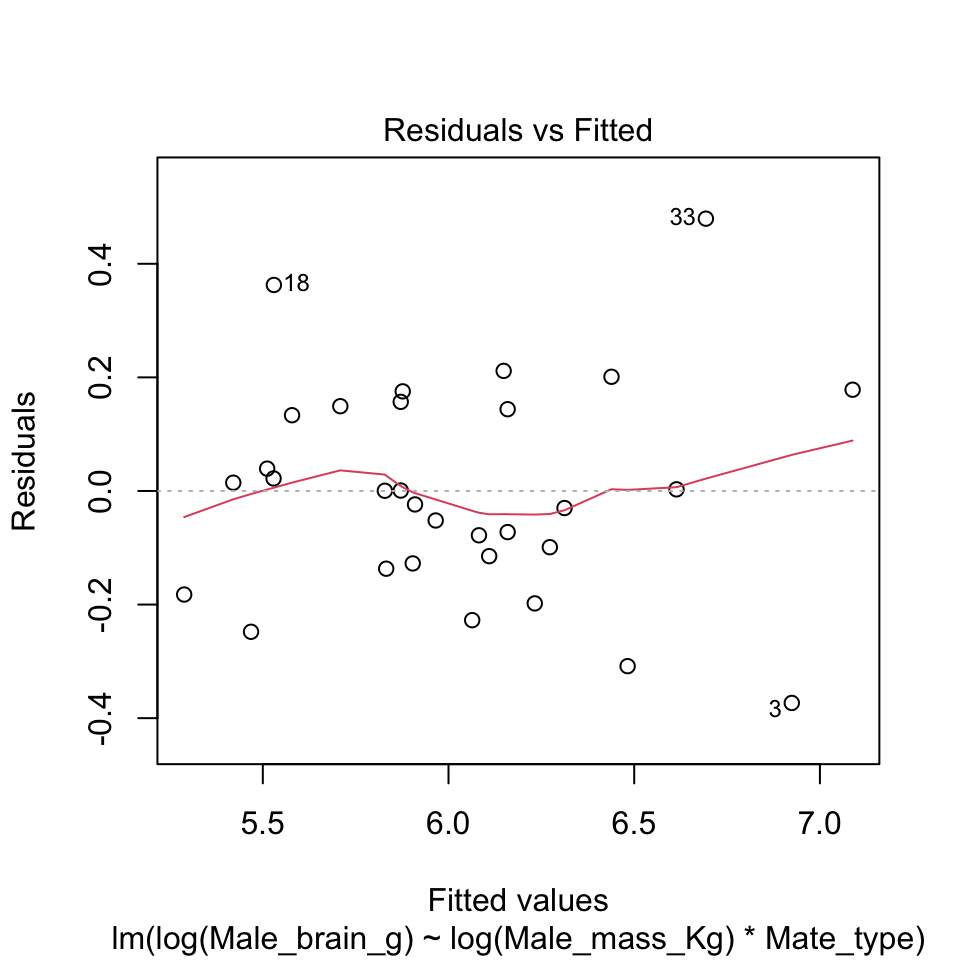 Residuals vs Fitted
Residuals
0.4
0.2
0.0
-0.2
-0.4
33
18
3
5.5 6.0 6.5 7.0
Fitted values
lm(log(Male_brain_g) ~ log(Male_mass_Kg) * Mate_type)